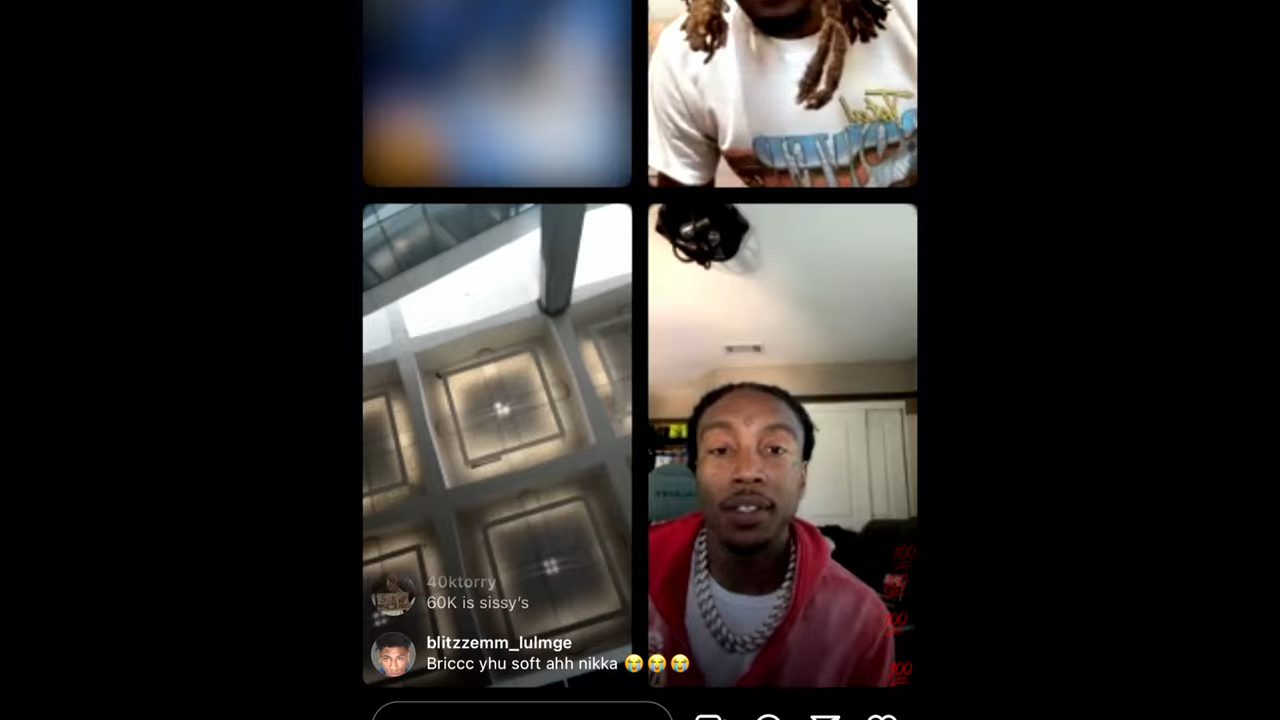 40ktorry
60K is sissy's
blitzzemm_lulmge
Briccc yhu soft ahh nikka 😭😭😭
💯
💯
💯
💯